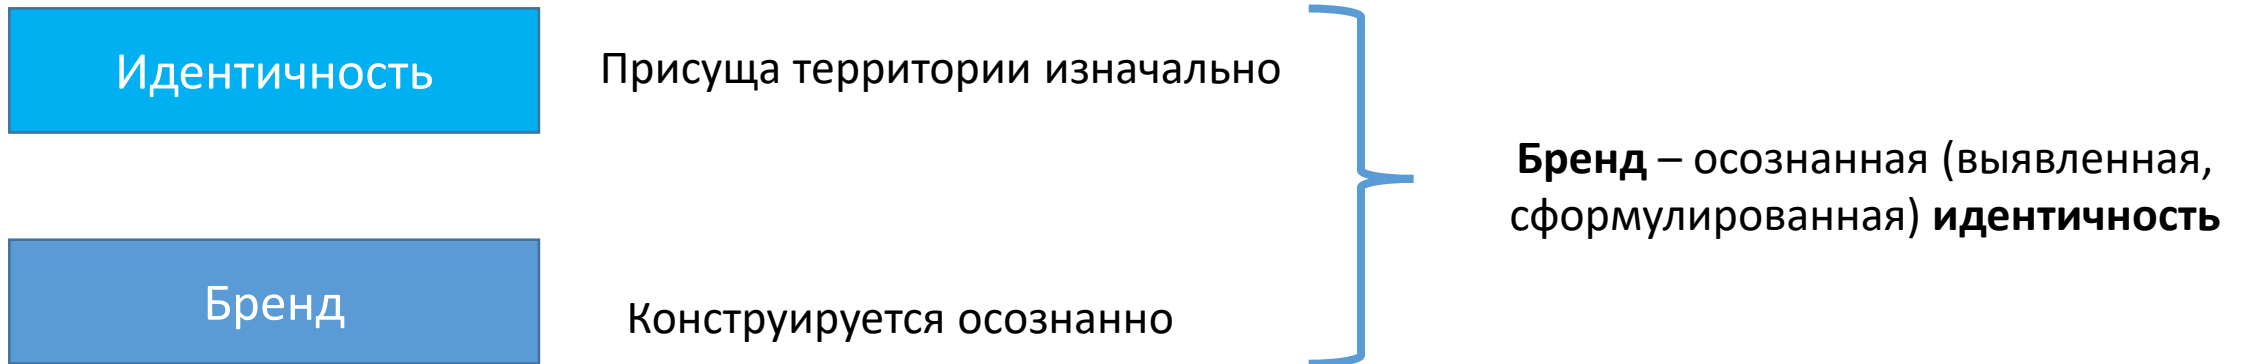 Идентичность
Присуща территории изначально
Бренд – осознанная (выявленная,
сформулированная) идентичность
Бренд
Конструируется осознанно